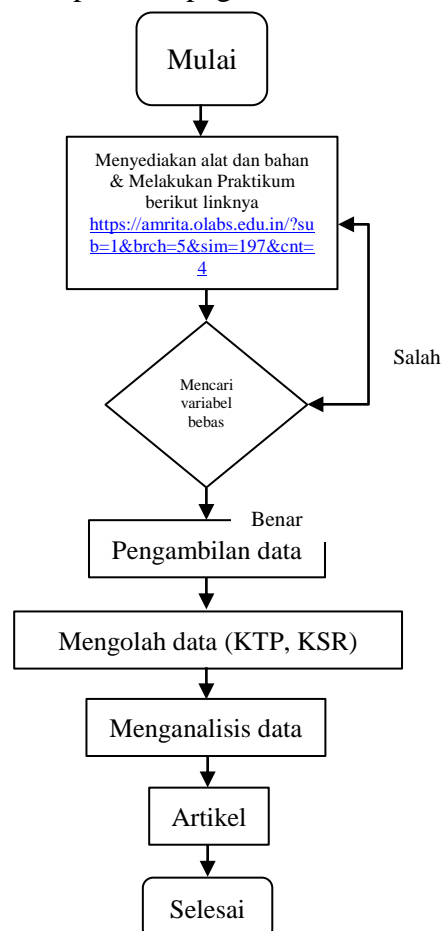 Mulai
Menyediakan alat dan bahan
& Melakukan Praktikum
berikut linknya
https://amrita.olabs.edu.in/?su
b=1&brch=5&sim=197&cnt=
4
Salah
Mencari
variabel
bebas
Benar
Pengambilan data
Mengolah data (KTP, KSR)
Menganalisis data
Artikel
Selesai